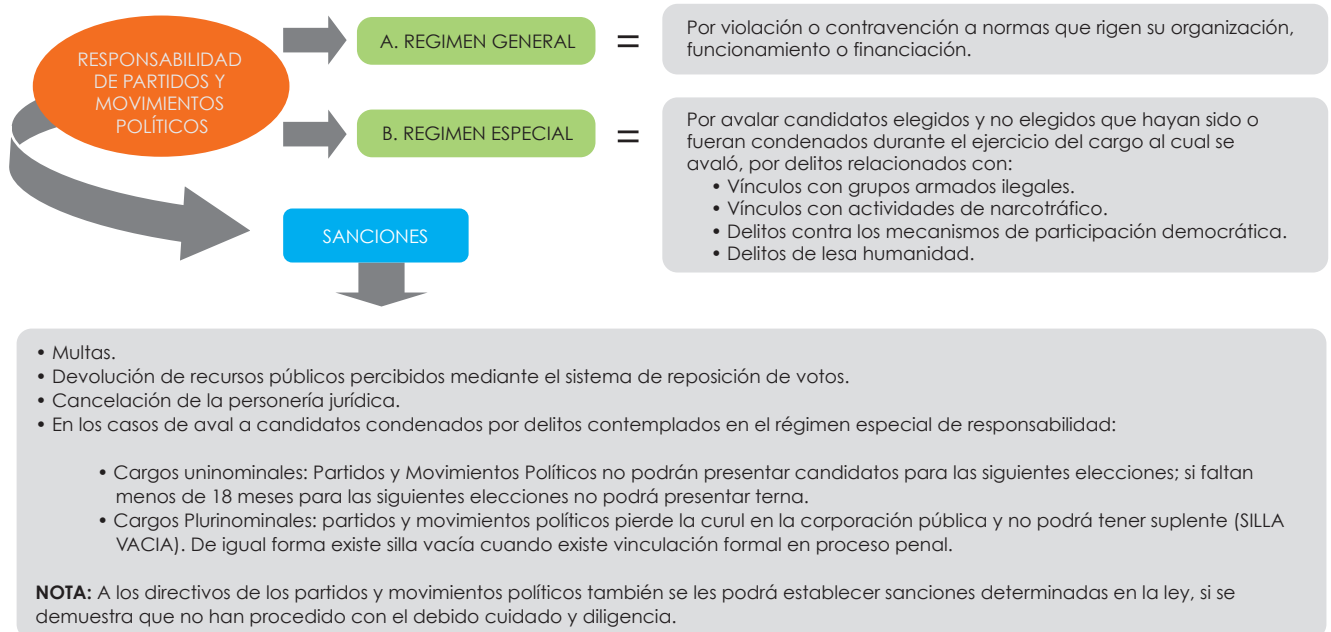 RESPONSABILIDAD
DE PARTIDOS Y
MOVIMIENTOS
POLÍTICOS
A. REGIMEN GENERAL
=
Por violación o contravención a normas que rigen su organización,
funcionamiento o financiación.
B. REGIMEN ESPECIAL
=
Por avalar candidatos elegidos y no elegidos que hayan sido o
fueran condenados durante el ejercicio del cargo al cual se
avaló, por delitos relacionados con:
• Vínculos con grupos armados ilegales.
• Vínculos con actividades de narcotráfico.
• Delitos contra los mecanismos de participación democrática.
• Delitos de lesa humanidad.
SANCIONES
• Multas.
• Devolución de recursos públicos percibidos mediante el sistema de reposición de votos.
• Cancelación de la personería jurídica.
• En los casos de aval a candidatos condenados por delitos contemplados en el régimen especial de responsabilidad:
• Cargos uninominales: Partidos y Movimientos Políticos no podrán presentar candidatos para las siguientes elecciones; si faltan
menos de 18 meses para las siguientes elecciones no podrá presentar terna.
• Cargos Plurinominales: partidos y movimientos políticos pierde la curul en la corporación pública y no podrá tener suplente (SILLA
VACIA). De igual forma existe silla vacía cuando existe vinculación formal en proceso penal.
NOTA: A los directivos de los partidos y movimientos políticos también se les podrá establecer sanciones determinadas en la ley, si se
demuestra que no han procedido con el debido cuidado y diligencia.